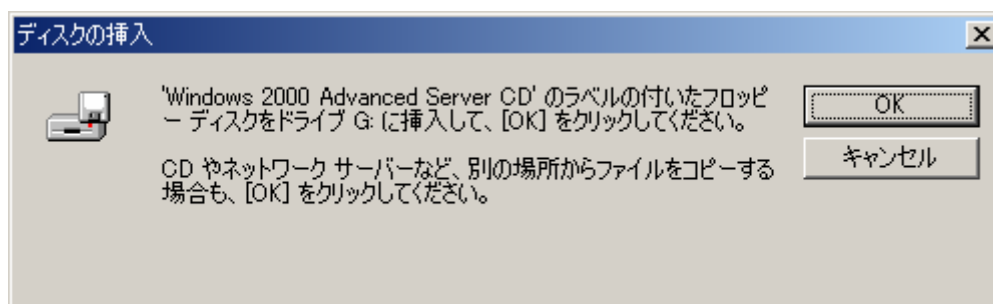 ディスクの挿入
'Windows 2000 Advanced Server CD' のラベルの付いたフロッピ
ー ディスクをドライブ G: に挿入して、[OK] をクリックしてください。
CD やネットワーク サーバーなど、別の場所からファイルをコピーする
場合も、[OK] をクリックしてください。
OK
キャンセル